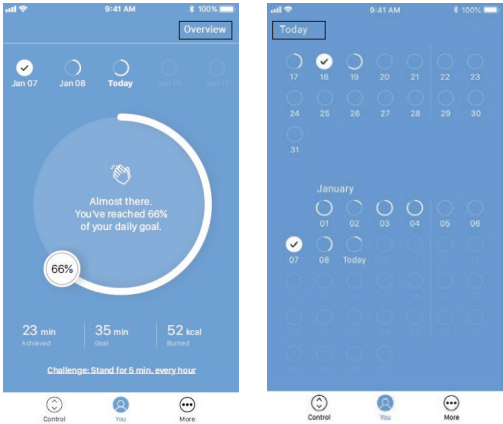 9:41 AM
100%
Overview
Jan 07 Jan 08 Today
Almost there.
You've reached 66%
of your daily goal.
66%
23 min 35 min 52 kcal
Achieved Goal Burned
Challenge: Stand for 5 min. every hour
Control You More
9:41 AM
100%
Today
17 18 19 20 21 22 23
24 25 26 27 28 29 30
31
January
01 02 03 04 05 06
07 08 Today
Control You More